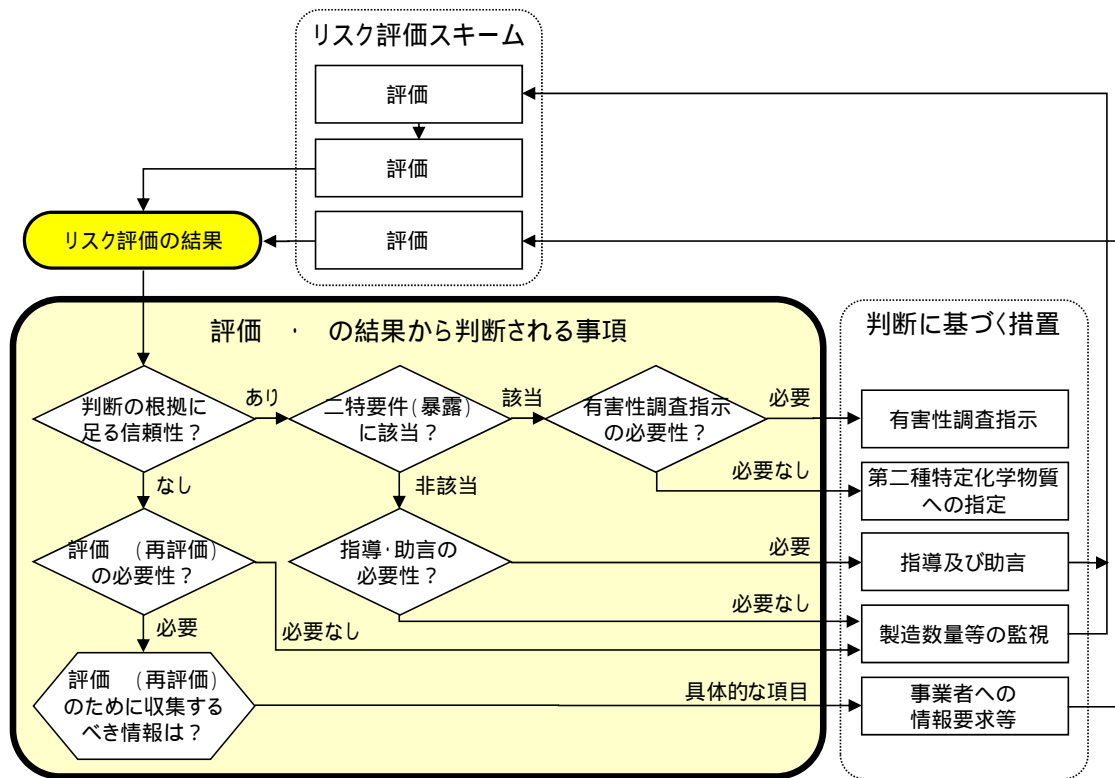 リスク評価スキーム
評価
評価
評価
リスク評価の結果
評価　・　の結果から判断される事項
判断に基づく措置
判断の根拠に
足る信頼性？
あり
二特要件(暴露)
に該当？
該当
有害性調査指示
の必要性？
必要
有害性調査指示
なし
非該当
必要なし
第二種特定化学物質
への指定
評価　(再評価)
の必要性？
指導・助言の
必要性？
必要
指導及び助言
必要
必要なし
必要なし
製造数量等の監視
評価　(再評価)
のために収集する
べき情報は？
具体的な項目
事業者への
情報要求等